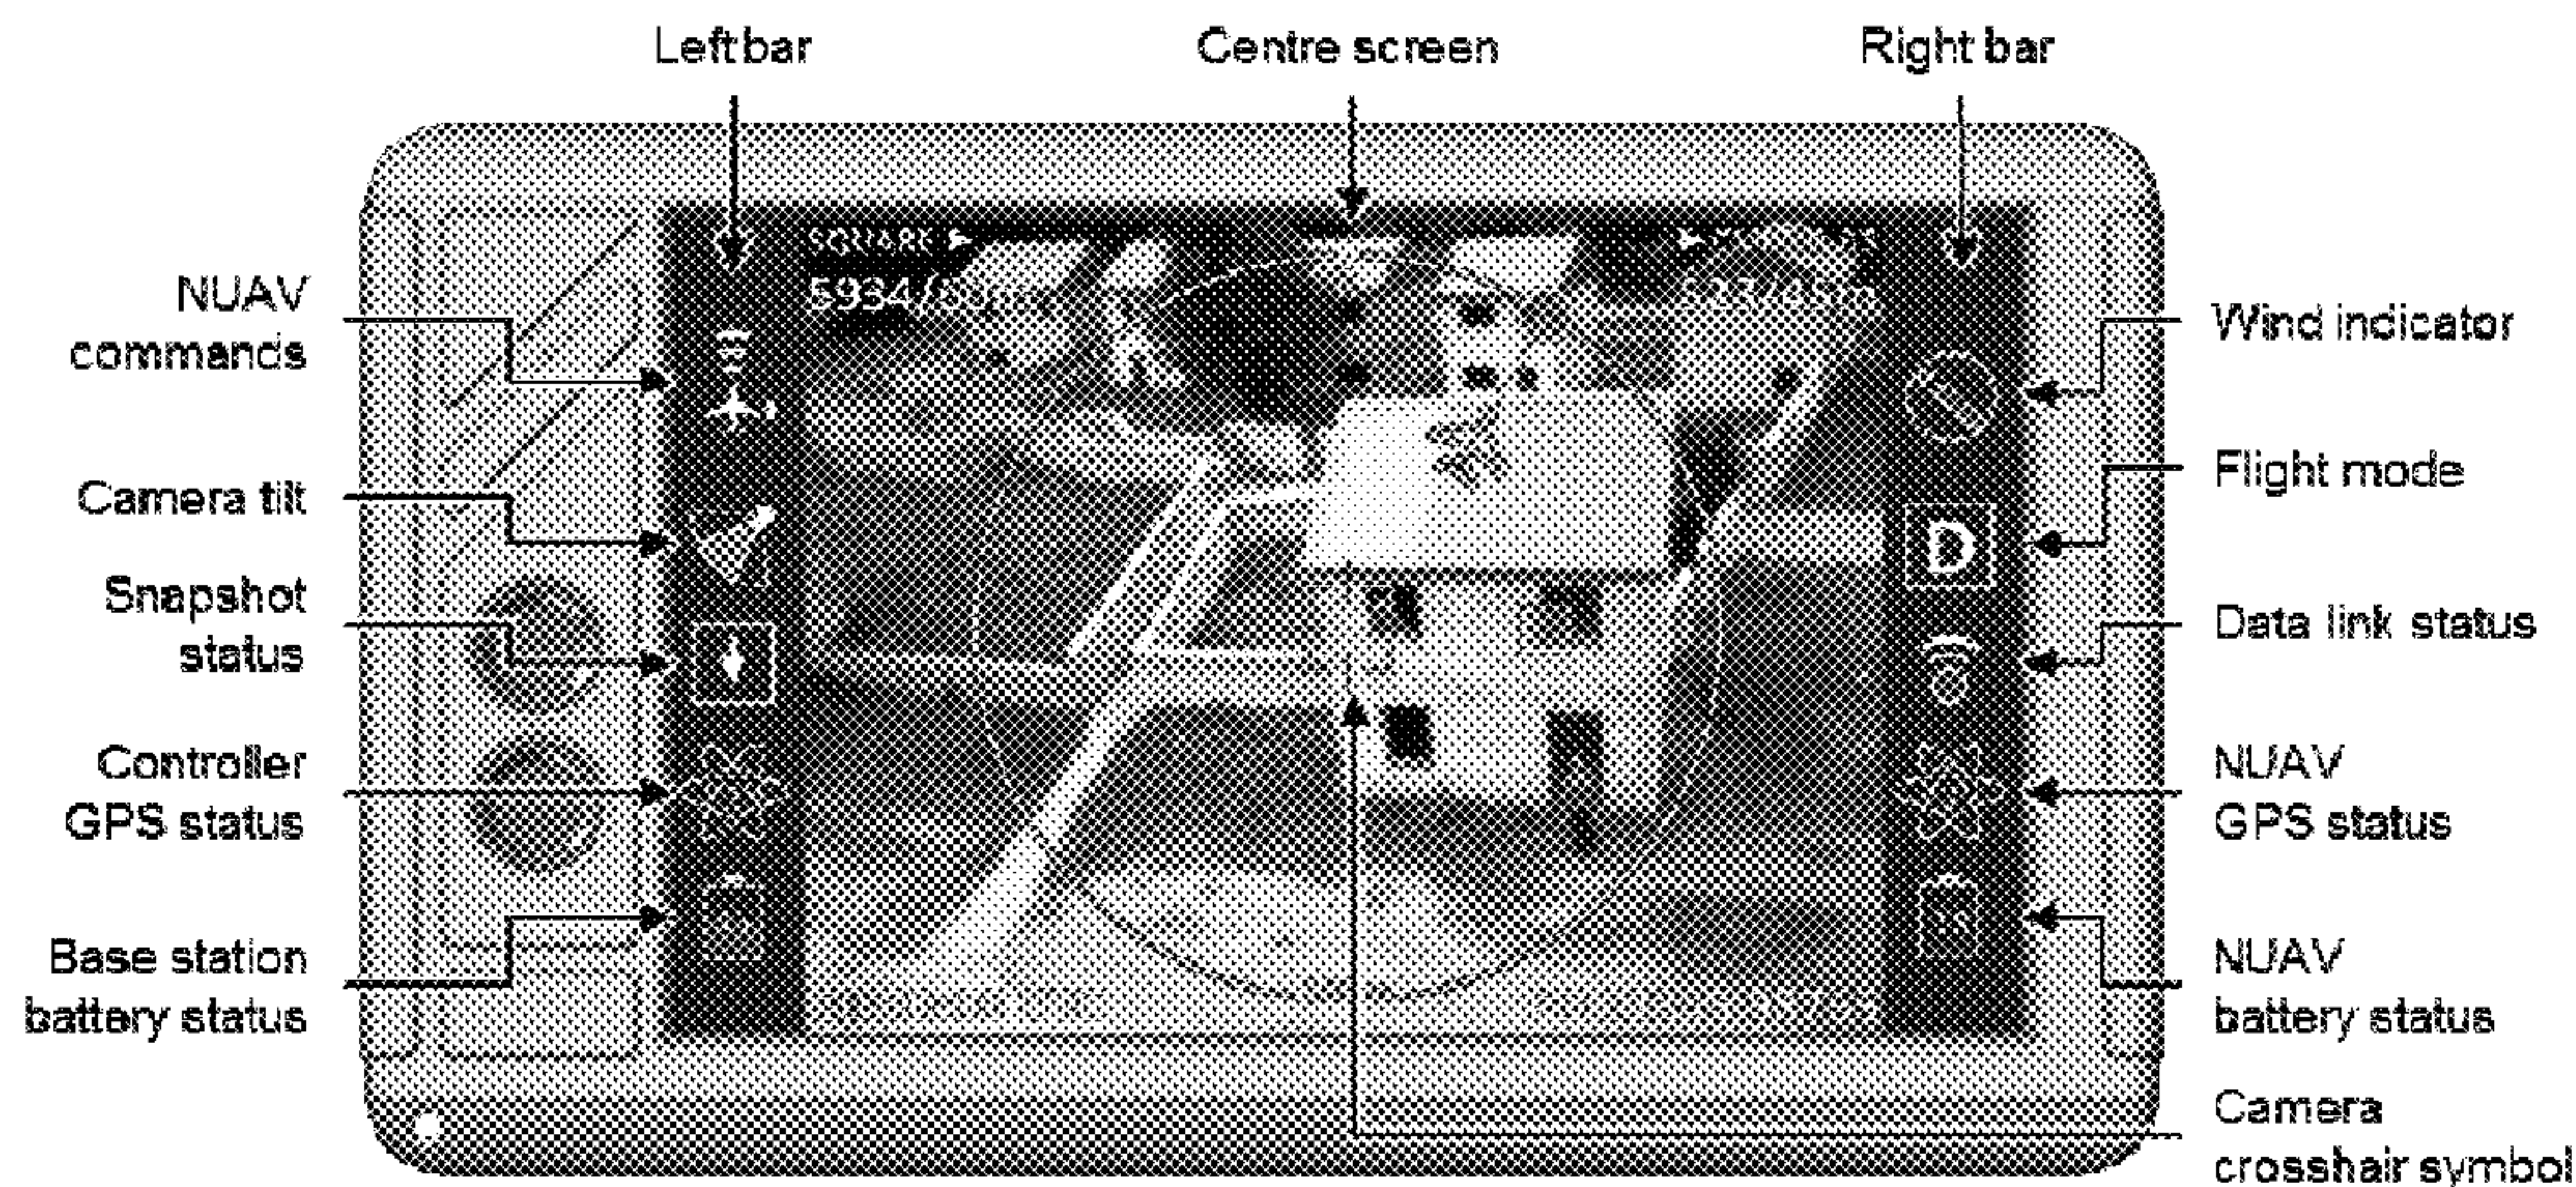 Left bar
Centre screen
Right bar
NUAV
commands
Camera tilt
Snapshot
status
Controller
GPS status
Base station
battery status
SQUARE
D
Wind indicator
Flight mode
Data link status
NUAV
GPS status
NUAV
battery status
Camera
crosshair symbol